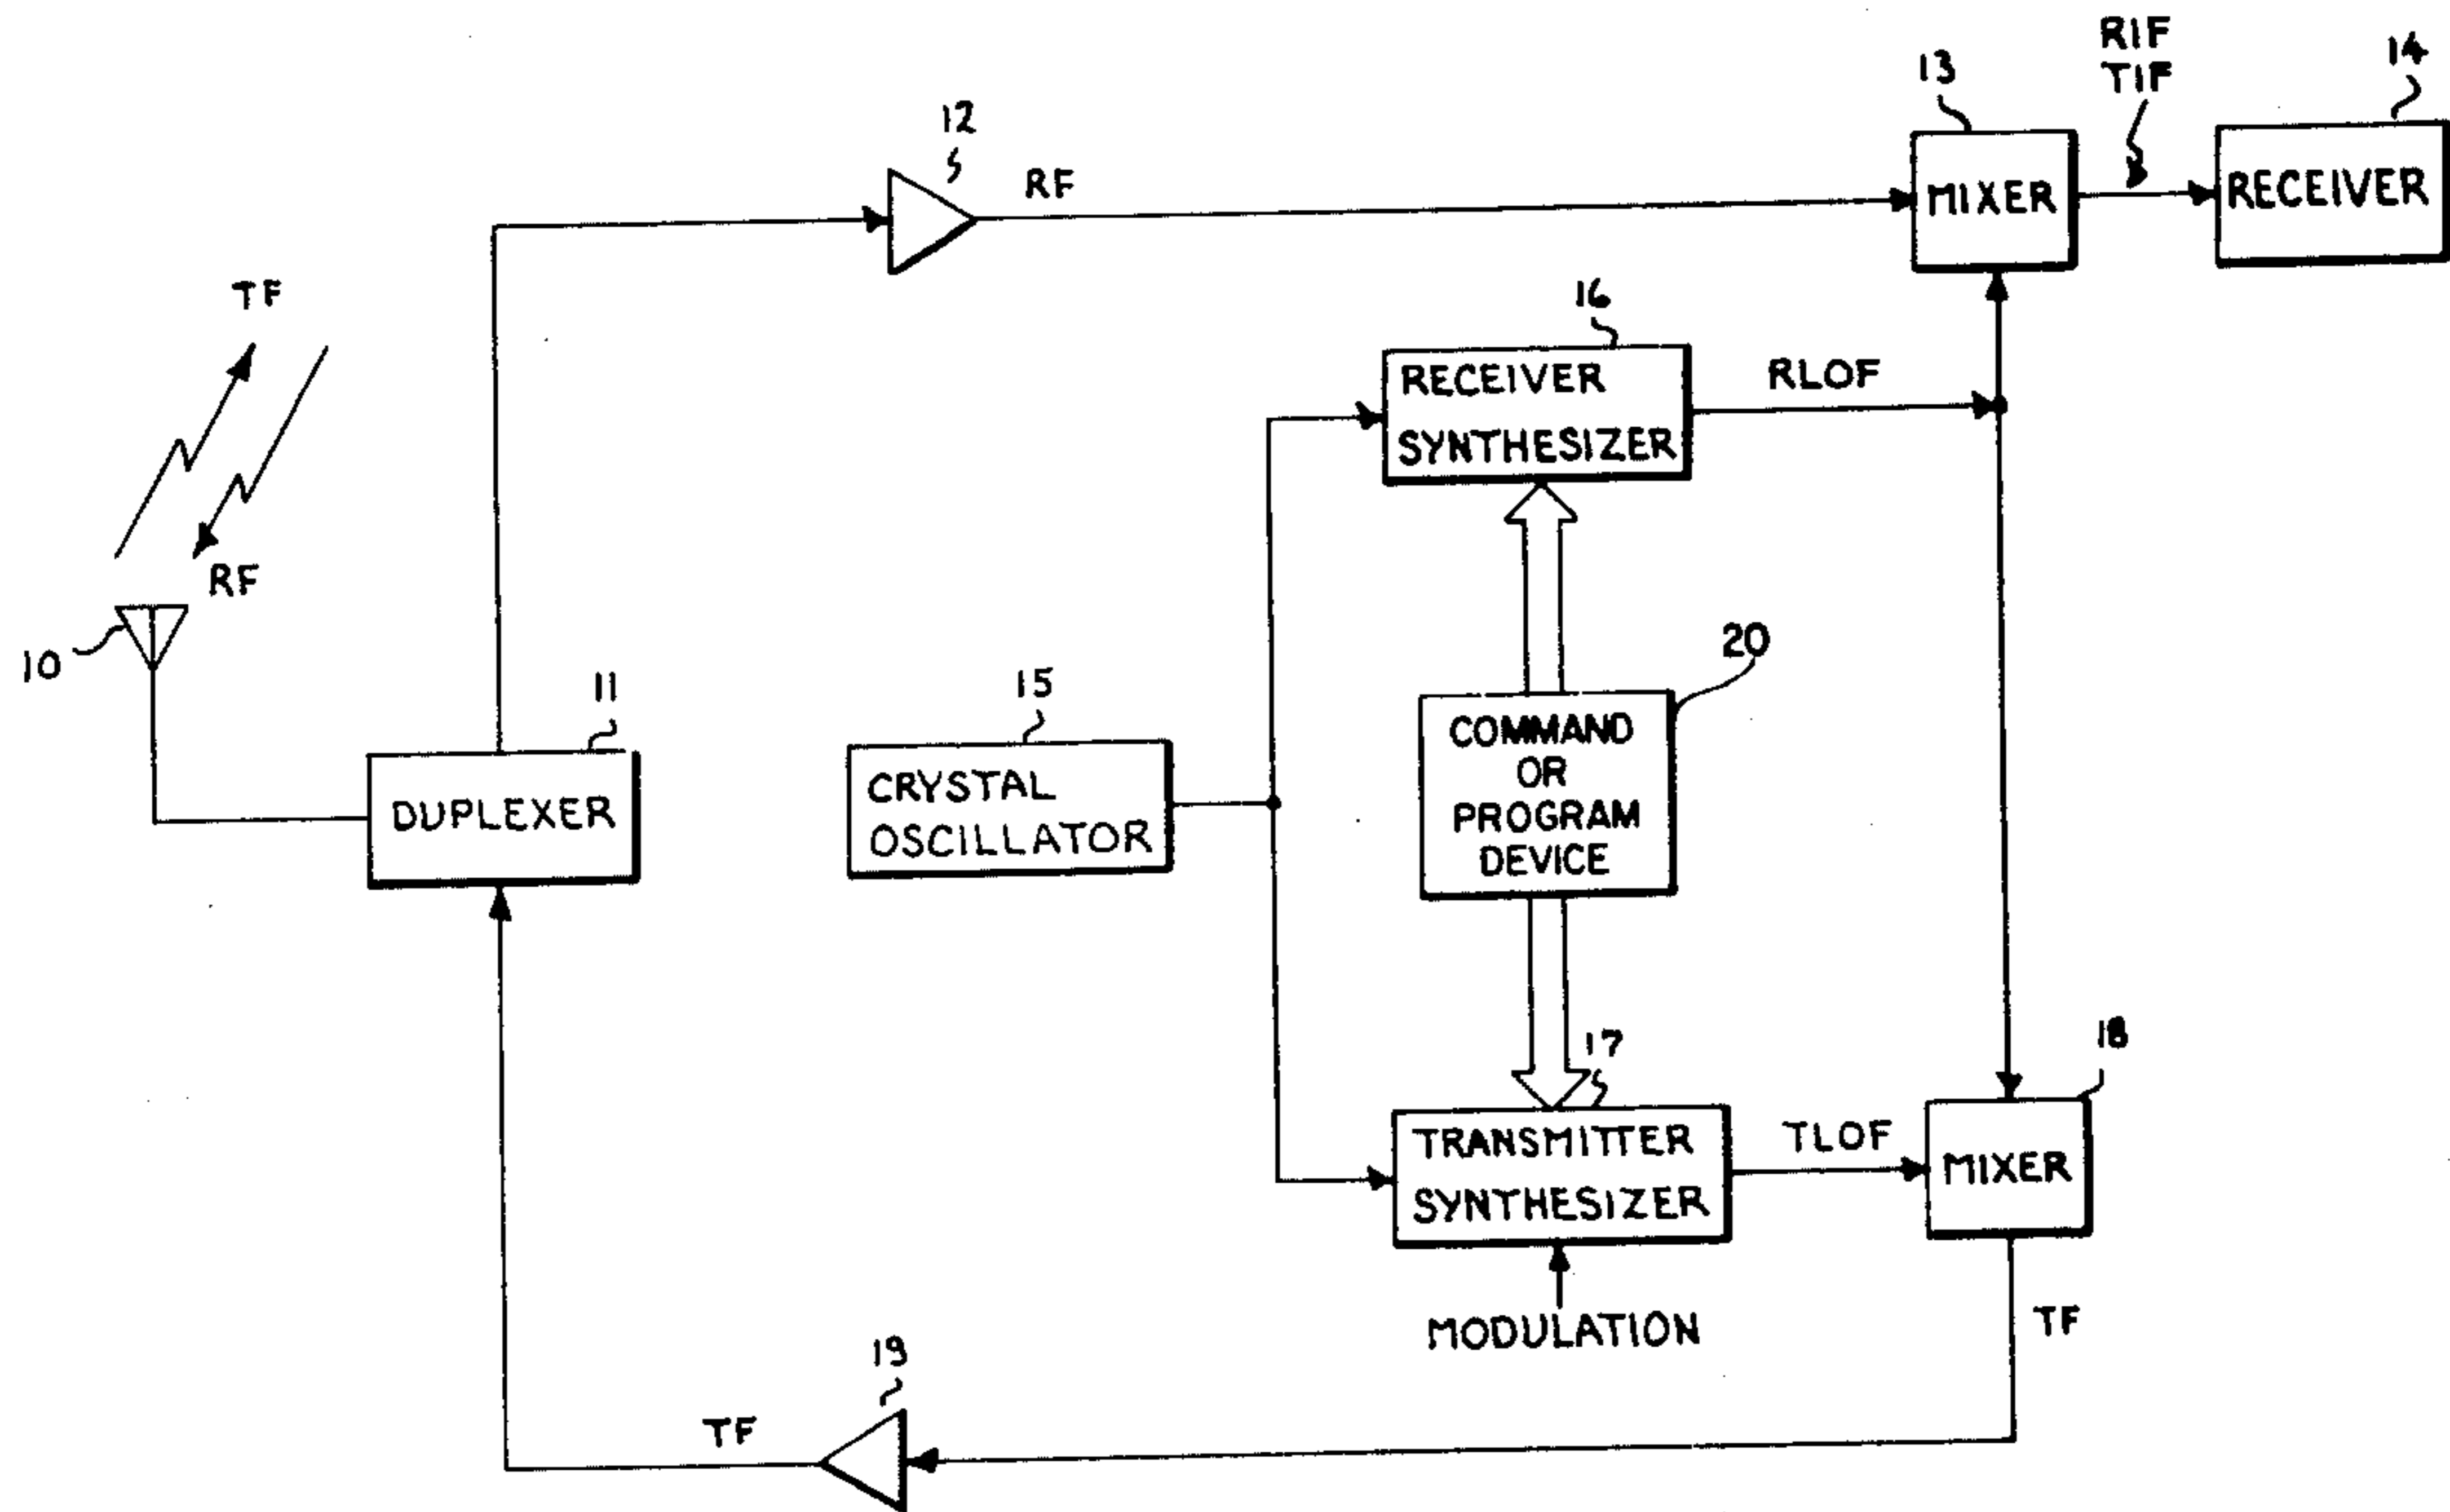 RIF
TIF
13
14
12
RF
MIXER
RECEIVER
TF
16
RECEIVER
SYNTHESIZER
RLOF
RF
10
11
DUPLEXER
15
CRYSTAL
OSCILLATOR
20
COMMAND
OR
PROGRAM
DEVICE
17
TRANSMITTER
SYNTHESIZER
TLOF
18
MIXER
MODULATION
TF
19
TF